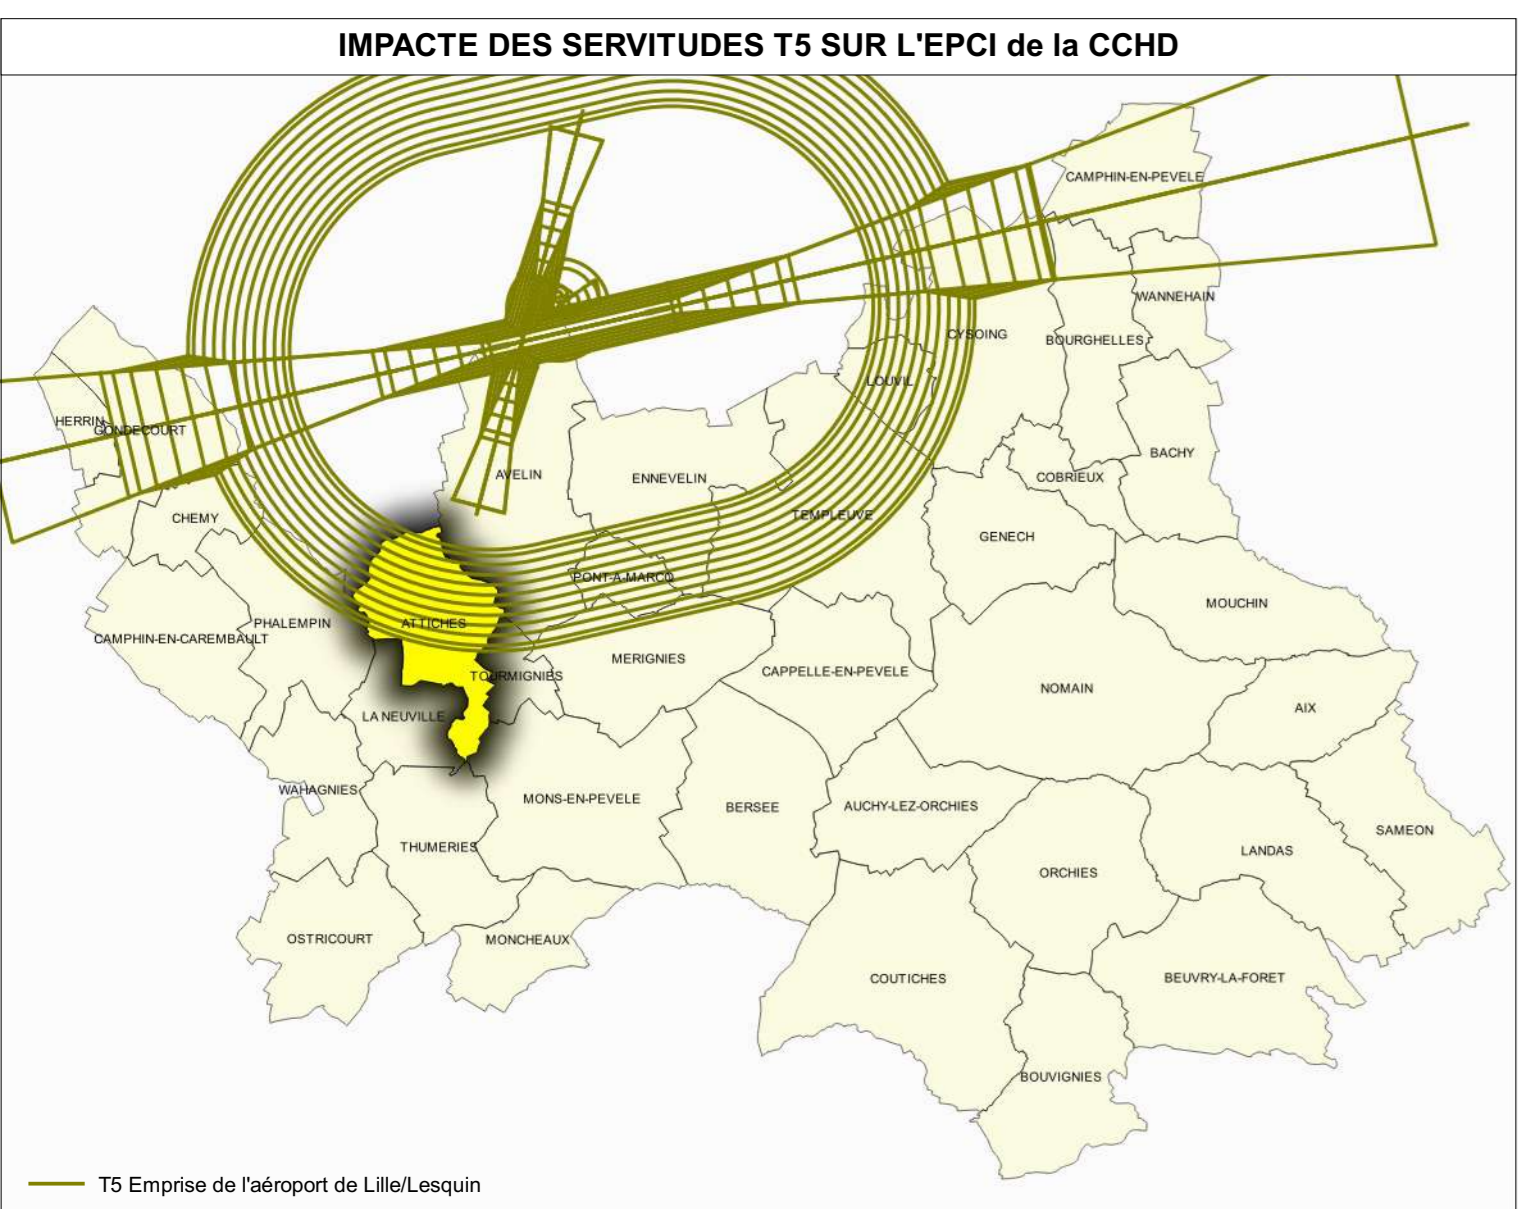 IMPACTE DES SERVITUDES T5 SUR L'EPCI de la CCHD
CAMPHIN-EN-PEVELE
WANNEHAIN
CYSOING
BOURGHELLES
LOUVIL
HERRIN
GONDECOURT
BACHY
AVELIN
ENNEVELIN
COBRIEUX
CHEMY
TEMPLEUVE
GENECH
PONT-A-MARCQ
MOUCHIN
PHALEMPIN
ATTICHES
CAMPHIN-EN-CAREMBAULT
MERIGNIES
CAPPELLE-EN-PEVELE
TOURMIGNIES
NOMAIN
AIX
LA NEUVILLE
WAHAGNIES
MONS-EN-PEVELE
BERSEE
AUCHY-LEZ-ORCHIES
SAMEON
THUMERIES
LANDAS
ORCHIES
OSTRICOURT
MONCHEAUX
COUTICHES
BEUVRY-LA-FORET
BOUVIGNIES
T5 Emprise de l'aéroport de Lille/Lesquin